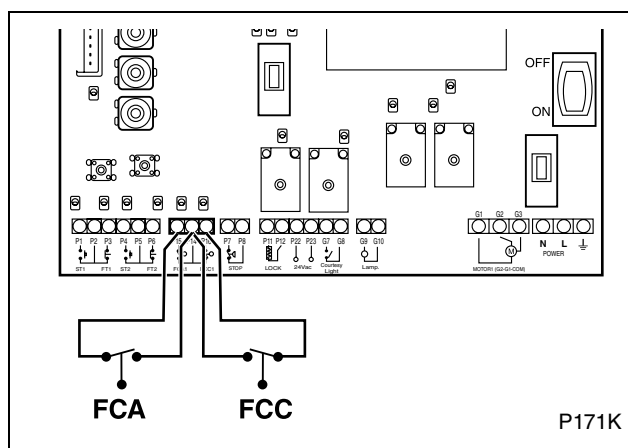 OFF
ON
P1 P2 P3 P4 P5 P6 P7 P8 P11 P12 P22 P23 G7 G8 G9 G10 G1 G2 G3 N L
ST1 FT1 ST2 FT2 STOP LOCK 24Vac Courtesy Light Lamp. MOTOR1 (G2-G1-COM) POWER
FCA FCC
P171K